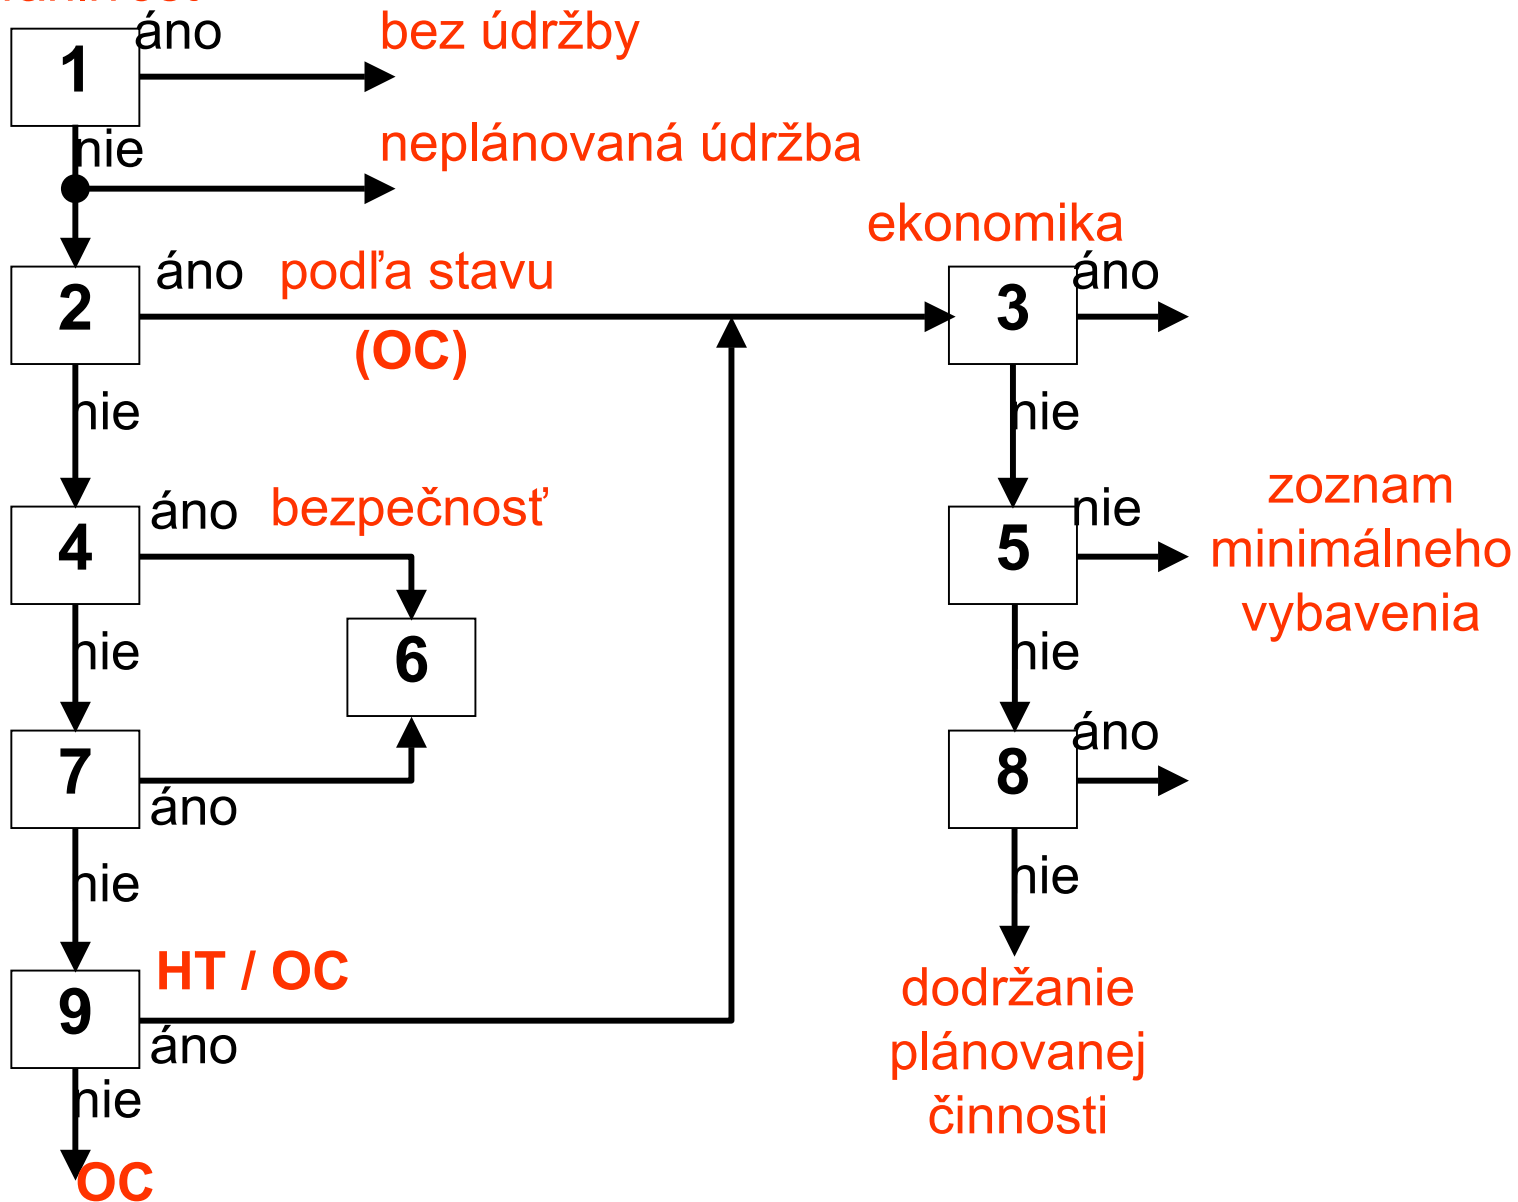 áno bez údržby
1
nie neplánovaná údržba
ekonomika
áno podľa stavu áno
2 3
(OC)
nie nie
zoznam
áno bezpečnosť nie
4 5 minimálneho
vybavenia
nie 6 nie
áno
7 8
áno
nie nie
HT / OC
9 dodržanie
áno plánovanej
nie činnosti
OC